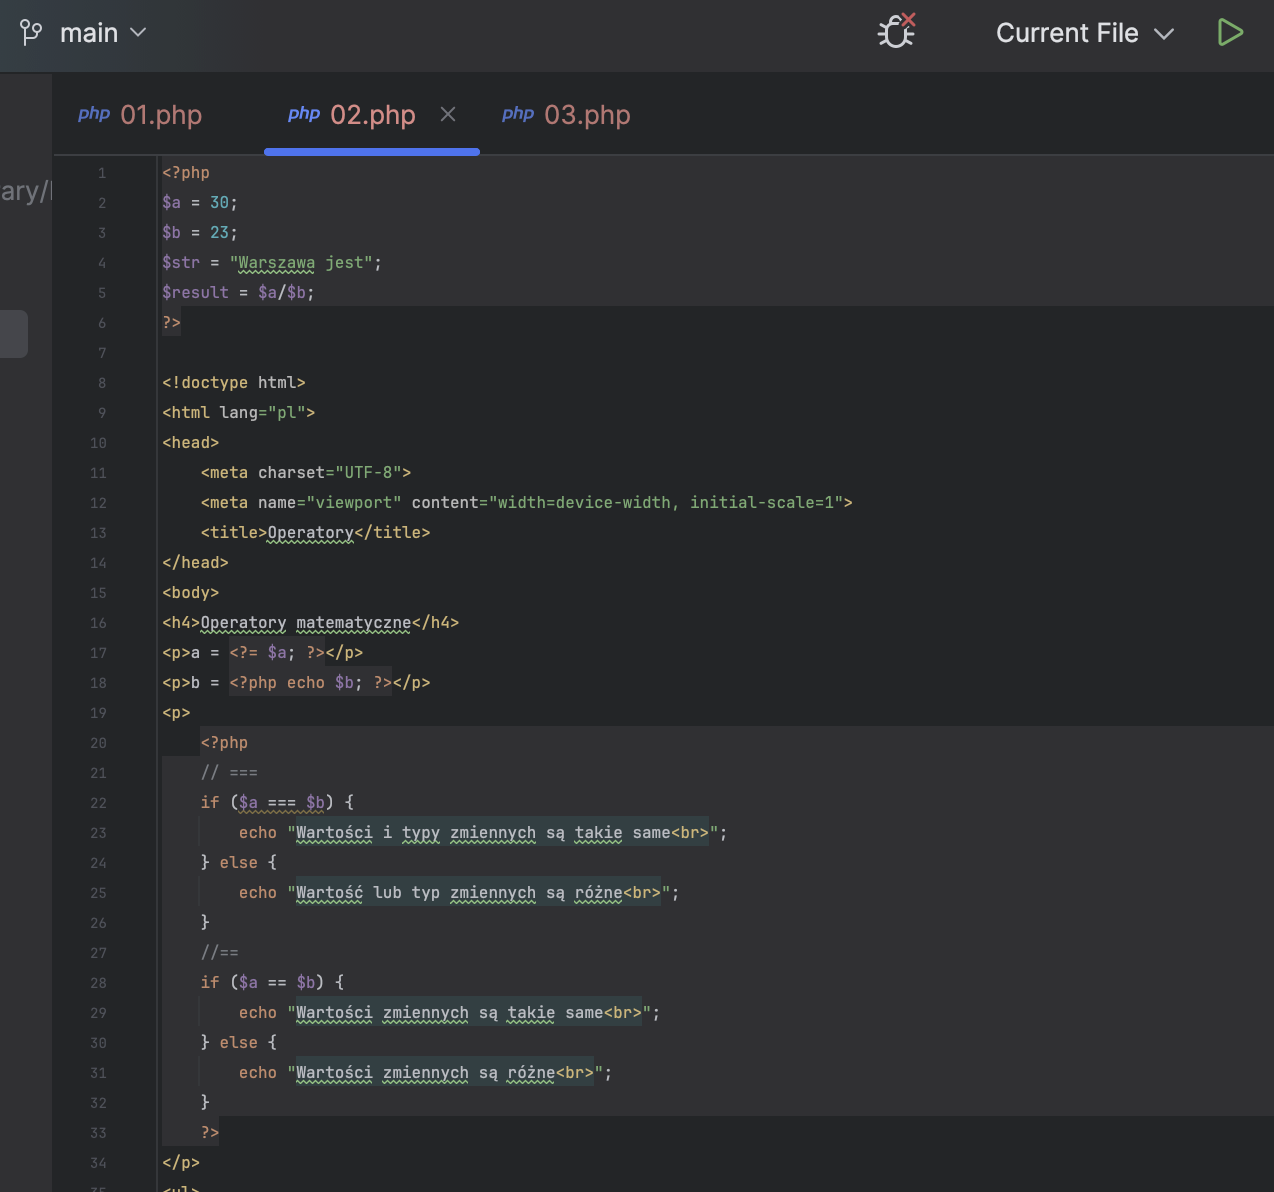 main
Current File
php 01.php
php 02.php
php 03.php
ary/
1 <?php
2 $a = 30;
3 $b = 23;
4 $str = "Warszawa jest";
5 $result = $a/$b;
6 ?>
7
8 <!doctype html>
9 <html lang="pl">
10 <head>
11     <meta charset="UTF-8">
12     <meta name="viewport" content="width=device-width, initial-scale=1">
13     <title>Operatory</title>
14 </head>
15 <body>
16 <h4>Operatory matematyczne</h4>
17 <p>a = <?= $a; ?></p>
18 <p>b = <?php echo $b; ?></p>
19 <p>
20     <?php
21     // ===
22     if ($a === $b) {
23         echo "Wartości i typy zmiennych są takie same<br>";
24     } else {
25         echo "Wartość lub typ zmiennych są różne<br>";
26     }
27     //==
28     if ($a == $b) {
29         echo "Wartości zmiennych są takie same<br>";
30     } else {
31         echo "Wartości zmiennych są różne<br>";
32     }
33     ?>
34 </p>
35 <ul>